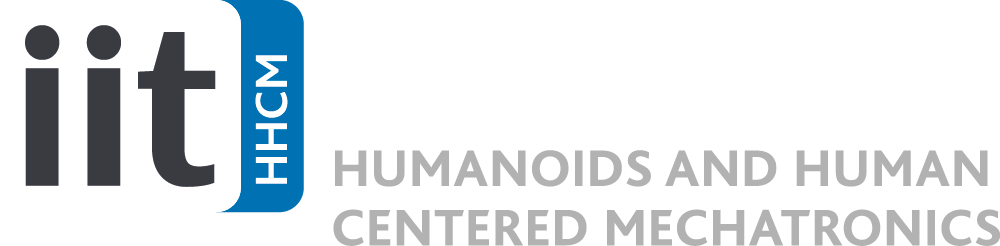 iit
HHCM
HUMANOIDS AND HUMAN
CENTERED MECHATRONICS